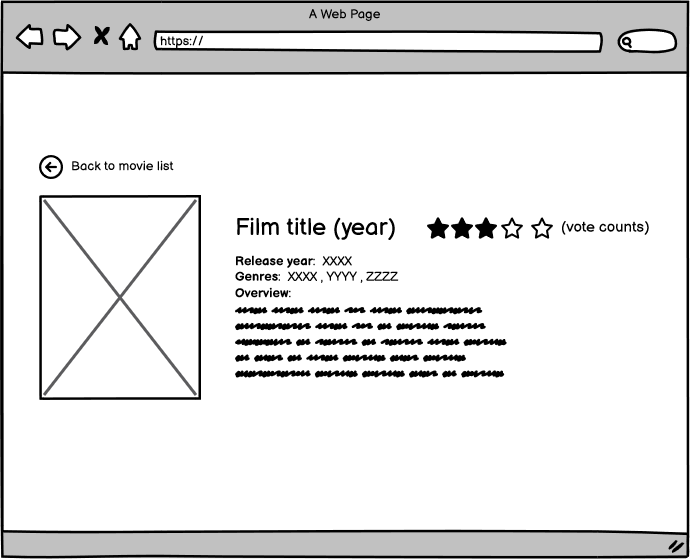 A Web Page
https://
Back to movie list
Film title (year) (vote counts)
Release year: XXXX
Genres: XXXX , YYYY , ZZZZ
Overview: